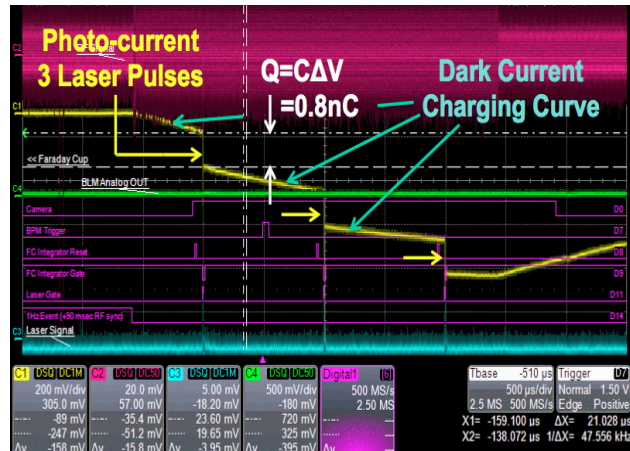 C2
Photo-current
3 Laser Pulses
Q=CΔV
=0.8nC
Dark Current
Charging Curve
C1
<< Faraday Cup
BLM Analog OUT
C4
Camera
D0
BPM Trigger
D7
FC Integrator Reset
D8
FC Integrator Gate
D9
Laser Gate
D11
1Hz Event (+90 msec RF sync)
D14
C3
Laser Signal
C1 DSQ DC1M
200 mV/div
305.0 mV
-89 mV
-247 mV
Δy -158 mV
C2 DSQ DC50
20.0 mV
57.00 mV
-35.4 mV
-51.2 mV
-15.8 mV
C3 DSQ DC1M
5.00 mV
-18.20 mV
23.60 mV
19.65 mV
-3.95 mV
C4 DSQ DC50
500 mV/div
-180 mV
720 mV
325 mV
-395 mV
Digital1
500 MS/s
2.50 MS
Tbase -510 µs
500 µs/div
2.5 MS 500 MS/s
Trigger D7
Normal 1.50 V
Edge Positive
X1= -159.100 µs ΔX= 21.028 µs
X2= -138.072 µs 1/ΔX= 47.556 kHz